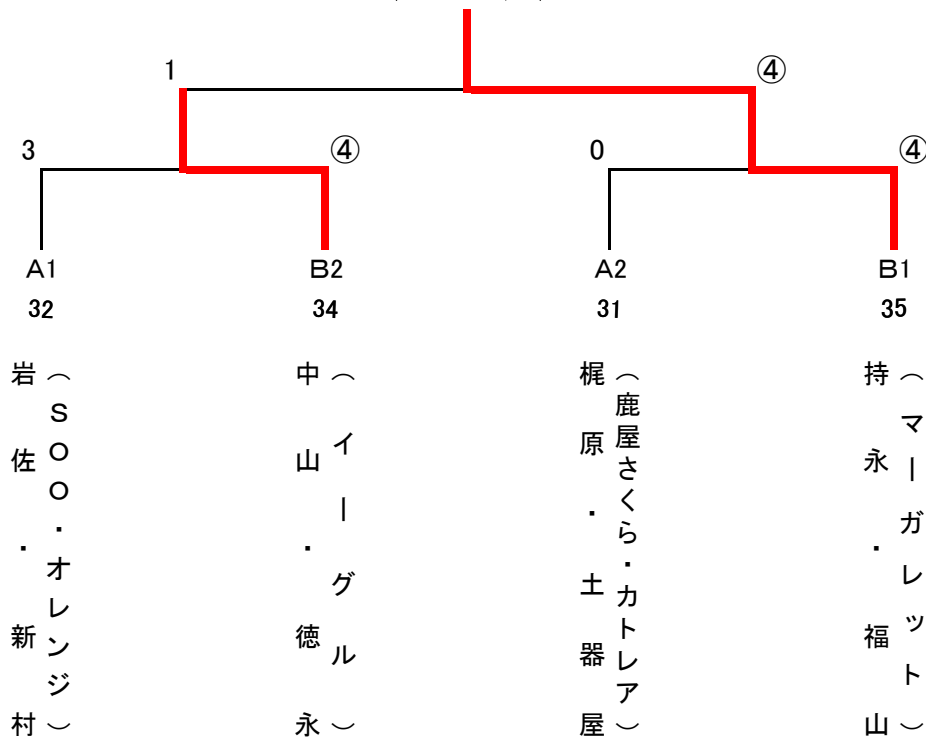 1 ④
3 ④ 0 ④
A1 B2 A2 B1
32 34 31 35
岩佐・新村
(SOO・オレンジ)
中山・徳永
(イーグル)
梶原・土器屋
(鹿屋さくら・カトレア)
持永・福山
(マーガレット)